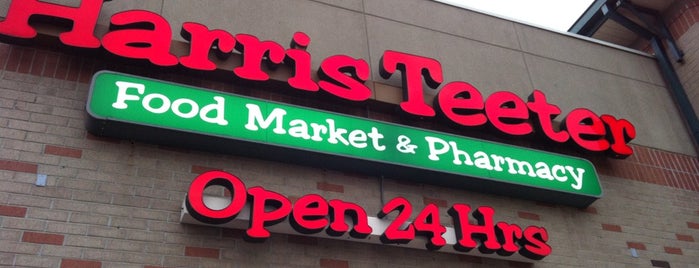 Harris Teeter
Food Market & Pharmacy
Open 24 Hrs